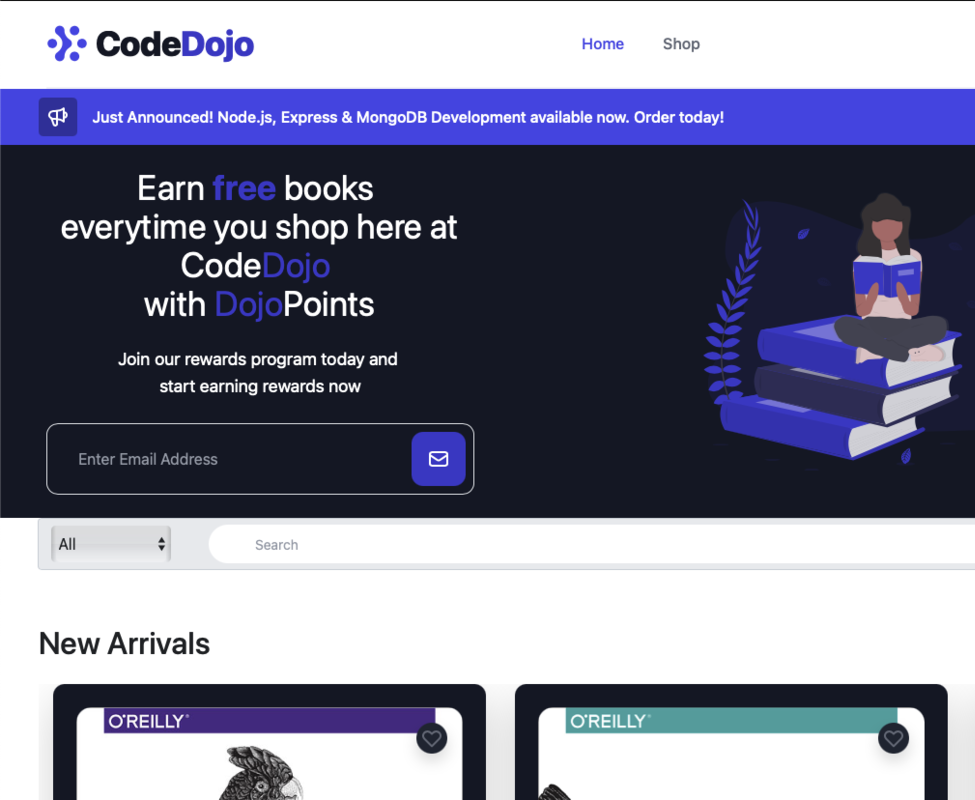 CodeDojo
Home
Shop
Just Announced! Node.js, Express & MongoDB Development available now. Order today!
Earn free books
everytime you shop here at
CodeDojo
with DojoPoints
Join our rewards program today and
start earning rewards now
Enter Email Address
All
Search
New Arrivals
O'REILLY®
O'REILLY®